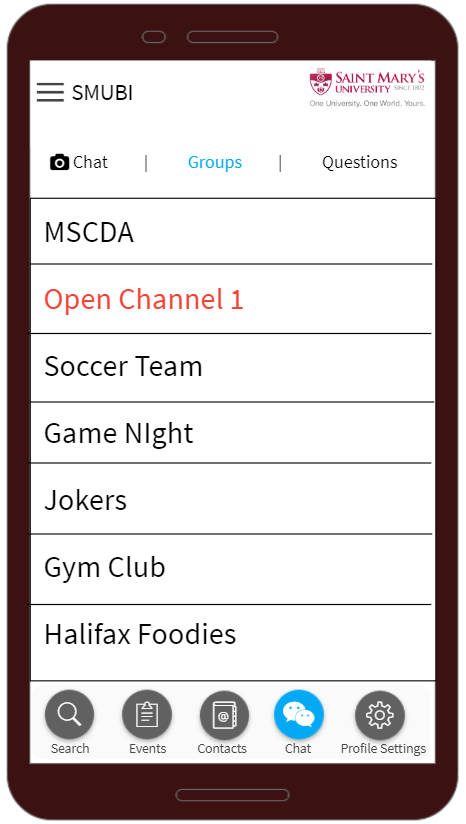 SMUBI
SAINT MARY'S
UNIVERSITY SINCE 1802
One University. One World. Yours.
Chat | Groups | Questions
MSCDA
Open Channel 1
Soccer Team
Game NIght
Jokers
Gym Club
Halifax Foodies
Search Events Contacts Chat Profile Settings